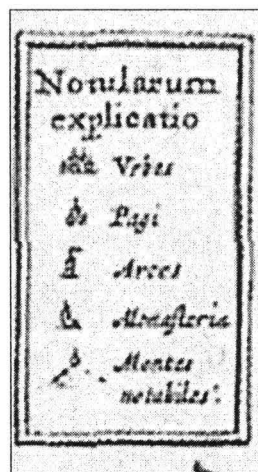 Notularum
explicatio
Vrbes
Pagi
Arces
Monasteria
Montes
notabiles.